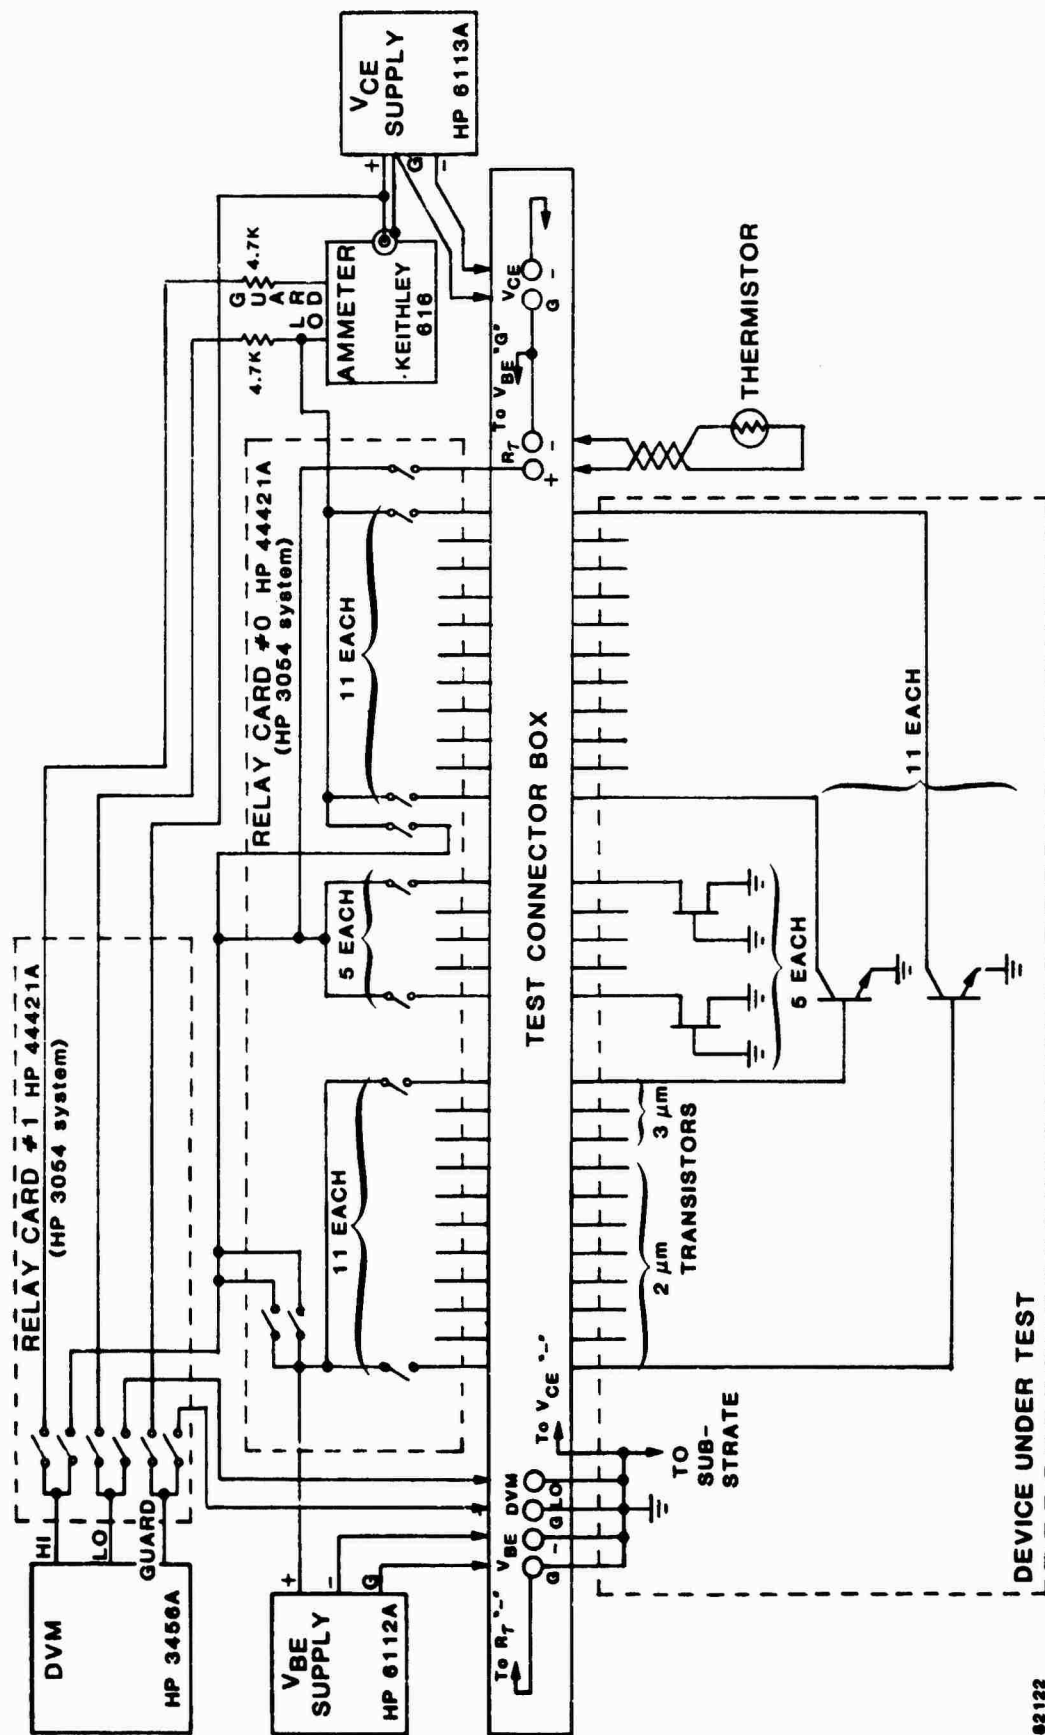 DVM
HP 3456A
HI
LO
GUARD
RELAY CARD #1 HP 44421A
(HP 3054 system)
VBE
SUPPLY
HP 6112A
+
-
G
RELAY CARD #0 HP 44421A
(HP 3054 system)
11 EACH
5 EACH
11 EACH
4.7K
4.7K
GUARD
LO
AMMETER
KEITHLEY
616
VCE
SUPPLY
HP 6113A
+
G
-
TEST CONNECTOR BOX
To RT "-"
VBE
G
-
DVM
G
LO
To VCE "-"
RT
+
-
To VBE "G"
VCE
G
-
THERMISTOR
TO
SUB-
STRATE
2 μm
3 μm
TRANSISTORS
5 EACH
11 EACH
DEVICE UNDER TEST
82122